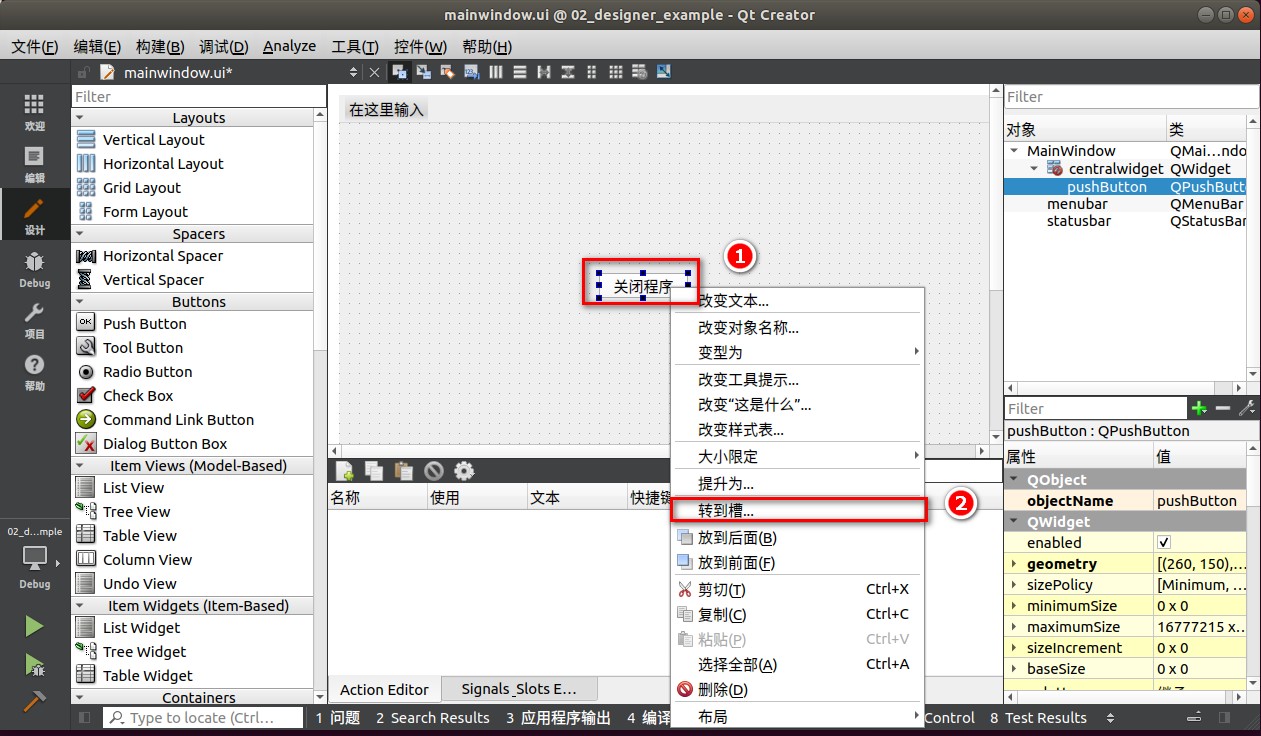 mainwindow.ui @ 02_designer_example - Qt Creator
文件(F) 编辑(E) 构建(B) 调试(D) Analyze 工具(T) 控件(W) 帮助(H)
mainwindow.ui*
欢迎
编辑
设计
Debug
项目
帮助
02_d...mple
Debug
Filter
Layouts
Vertical Layout
Horizontal Layout
Grid Layout
Form Layout
Spacers
Horizontal Spacer
Vertical Spacer
Buttons
Push Button
Tool Button
Radio Button
Check Box
Command Link Button
Dialog Button Box
Item Views (Model-Based)
List View
Tree View
Table View
Column View
Undo View
Item Widgets (Item-Based)
List Widget
Tree Widget
Table Widget
Containers
在这里输入
关闭程序
1
改变文本...
改变对象名称...
变型为
改变工具提示...
改变“这是什么”...
改变样式表...
大小限定
提升为...
转到槽...
2
放到后面(B)
放到前面(F)
剪切(T) Ctrl+X
复制(C) Ctrl+C
粘贴(P) Ctrl+V
选择全部(A) Ctrl+A
删除(D)
布局
名称 使用 文本 快捷键
Action Editor Signals_Slots E...
Filter
对象 类
MainWindow QMai...ndo
centralwidget QWidget
pushButton QPushButt
menubar QMenuBar
statusbar QStatusBar
Filter
pushButton : QPushButton
属性 值
QObject
objectName pushButton
QWidget
enabled
geometry [(260, 150),...
sizePolicy [Minimum, ...
minimumSize 0 x 0
maximumSize 16777215 x...
sizeIncrement 0 x 0
baseSize 0 x 0
Type to locate (Ctrl... 1 问题 2 Search Results 3 应用程序输出 4 编译 Control 8 Test Results